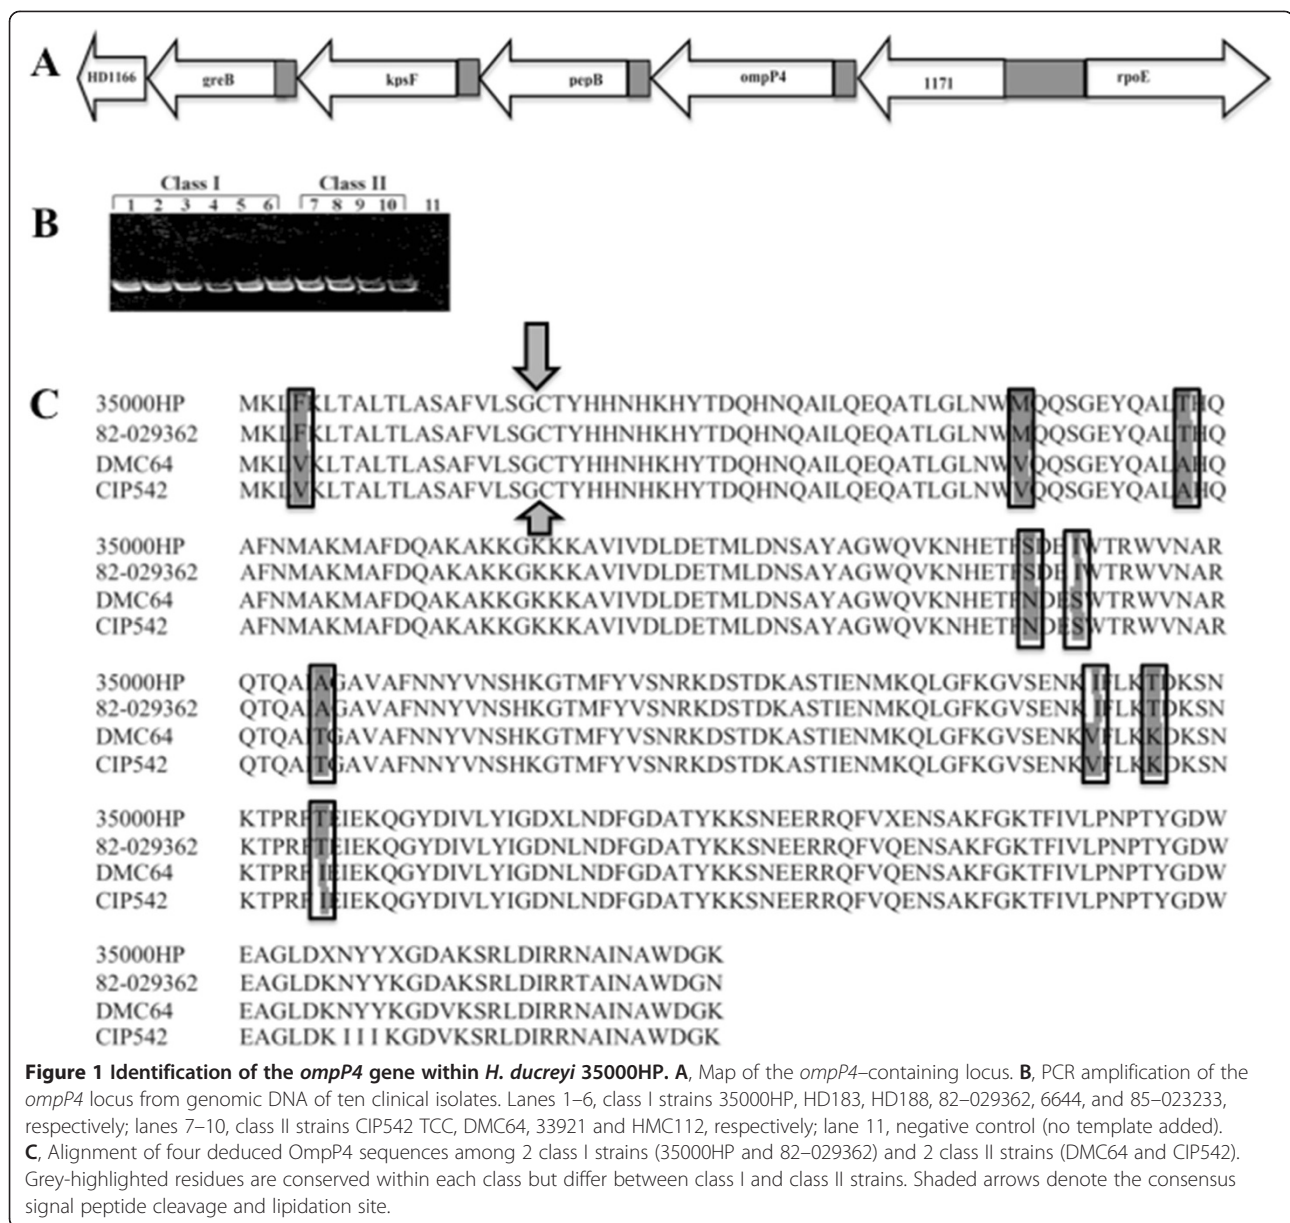 A
HD1166 greB kpsF pepB ompP4 1171 rpoE
Class I Class II
1 2 3 4 5 6 7 8 9 10 11
B
C
35000HP MKLFKLTALTLASAFVLSGCTYHHNHKHYTDQHNQAILQEQATLGLNWMQQSGEYQALTHQ
82-029362 MKLFKLTALTLASAFVLSGCTYHHNHKHYTDQHNQAILQEQATLGLNWMQQSGEYQALTHQ
DMC64 MKLVKLTALTLASAFVLSGCTYHHNHKHYTDQHNQAILQEQATLGLNWVQQSGEYQALAHQ
CIP542 MKLVKLTALTLASAFVLSGCTYHHNHKHYTDQHNQAILQEQATLGLNWVQQSGEYQALAHQ
35000HP AFNMAKMAFDQAKAKKGKKKAVIVDLDETMLDNSAYAGWQVKNHETFSDEIWTRWVNAR
82-029362 AFNMAKMAFDQAKAKKGKKKAVIVDLDETMLDNSAYAGWQVKNHETFSDEIWTRWVNAR
DMC64 AFNMAKMAFDQAKAKKGKKKAVIVDLDETMLDNSAYAGWQVKNHETFNDESWTRWVNAR
CIP542 AFNMAKMAFDQAKAKKGKKKAVIVDLDETMLDNSAYAGWQVKNHETFNDESWTRWVNAR
35000HP QTQAIAGAVAFNNYVNSHKGTMFYVSNRKDSTDKASTIENMKQLGFKGVSENKIFLKTDKSN
82-029362 QTQAIAGAVAFNNYVNSHKGTMFYVSNRKDSTDKASTIENMKQLGFKGVSENKIFLKTDKSN
DMC64 QTQAITGAVAFNNYVNSHKGTMFYVSNRKDSTDKASTIENMKQLGFKGVSENKVFLKKDKSN
CIP542 QTQAITGAVAFNNYVNSHKGTMFYVSNRKDSTDKASTIENMKQLGFKGVSENKVFLKKDKSN
35000HP KTPRFTEIEKQGYDIVLYIGDXLNDFGDATYKKSNEERRQFVXENSAKFGKTFIVLPNPTYGDW
82-029362 KTPRFTEIEKQGYDIVLYIGDNLNDFGDATYKKSNEERRQFVQENSAKFGKTFIVLPNPTYGDW
DMC64 KTPRFIEIEKQGYDIVLYIGDNLNDFGDATYKKSNEERRQFVQENSAKFGKTFIVLPNPTYGDW
CIP542 KTPRFIEIEKQGYDIVLYIGDNLNDFGDATYKKSNEERRQFVQENSAKFGKTFIVLPNPTYGDW
35000HP EAGLDXNYYXGDAKSRLDIRRNAINAWDGK
82-029362 EAGLDKNYYKGDAKSRLDIRRTAINAWDGN
DMC64 EAGLDKNYYKGDVKSRLDIRRNAINAWDGK
CIP542 EAGLDK I I I KGDVKSRLDIRRNAINAWDGK
Figure 1 Identification of the ompP4 gene within H. ducreyi 35000HP. A, Map of the ompP4–containing locus. B, PCR amplification of the
ompP4 locus from genomic DNA of ten clinical isolates. Lanes 1–6, class I strains 35000HP, HD183, HD188, 82–029362, 6644, and 85–023233,
respectively; lanes 7–10, class II strains CIP542 TCC, DMC64, 33921 and HMC112, respectively; lane 11, negative control (no template added).
C, Alignment of four deduced OmpP4 sequences among 2 class I strains (35000HP and 82–029362) and 2 class II strains (DMC64 and CIP542).
Grey-highlighted residues are conserved within each class but differ between class I and class II strains. Shaded arrows denote the consensus
signal peptide cleavage and lipidation site.